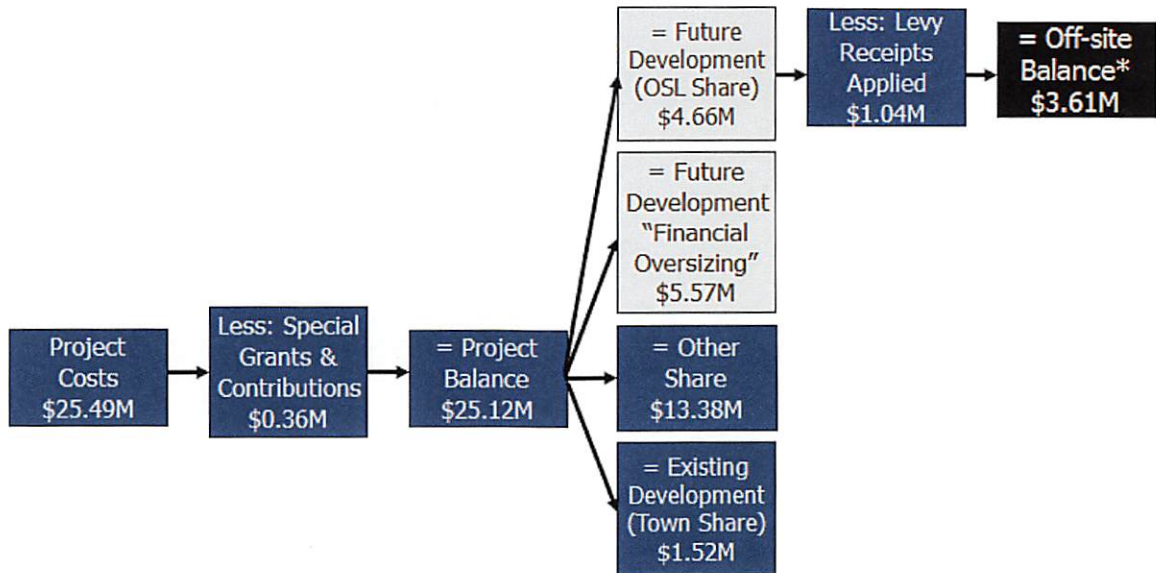 Project
Costs
$25.49M
Less: Special
Grants &
Contributions
$0.36M
= Project
Balance
$25.12M
= Future
Development
(OSL Share)
$4.66M
Less: Levy
Receipts
Applied
$1.04M
= Off-site
Balance*
$3.61M
= Future
Development
“Financial
Oversizing”
$5.57M
= Other
Share
$13.38M
= Existing
Development
(Town Share)
$1.52M